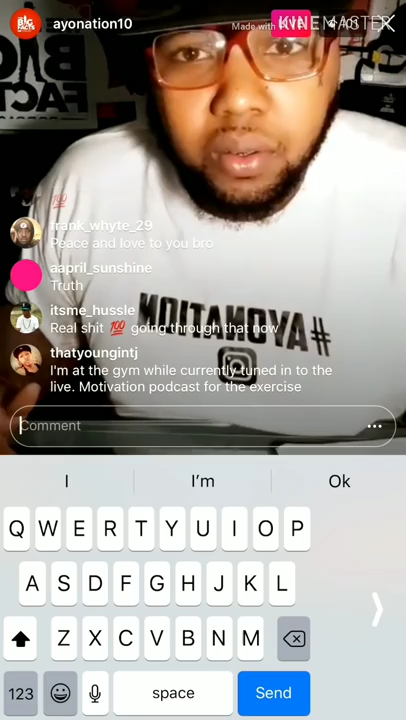 ayonation10
Made with KINEMASTER
💯
frank_whyte_29
Peace and love to you bro
aapril_sunshine
Truth
itsme_hussle
Real shit 💯 going through that now
thatyoungintj
I'm at the gym while currently tuned in to the
live. Motivation podcast for the exercise
#AYONATION
Comment
I I'm Ok
Q W E R T Y U I O P
A S D F G H J K L
Z X C V B N M
123 space Send